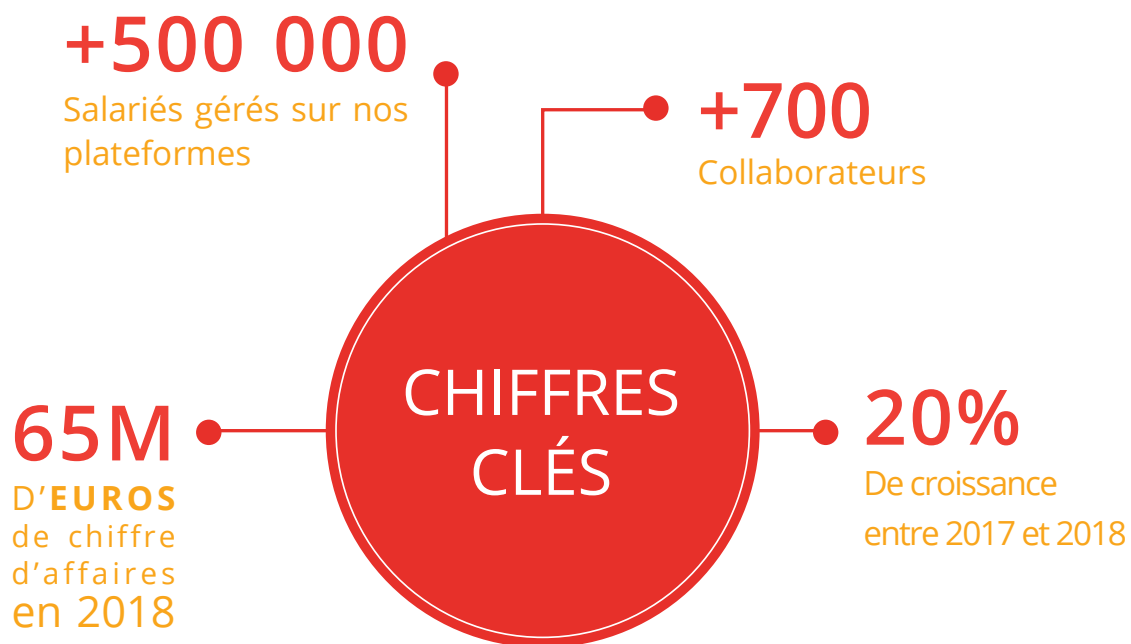 +500 000
Salariés gérés sur nos
plateformes
+700
Collaborateurs
CHIFFRES
CLÉS
65M
D’EUROS
de chiffre
d’affaires
en 2018
20%
De croissance
entre 2017 et 2018